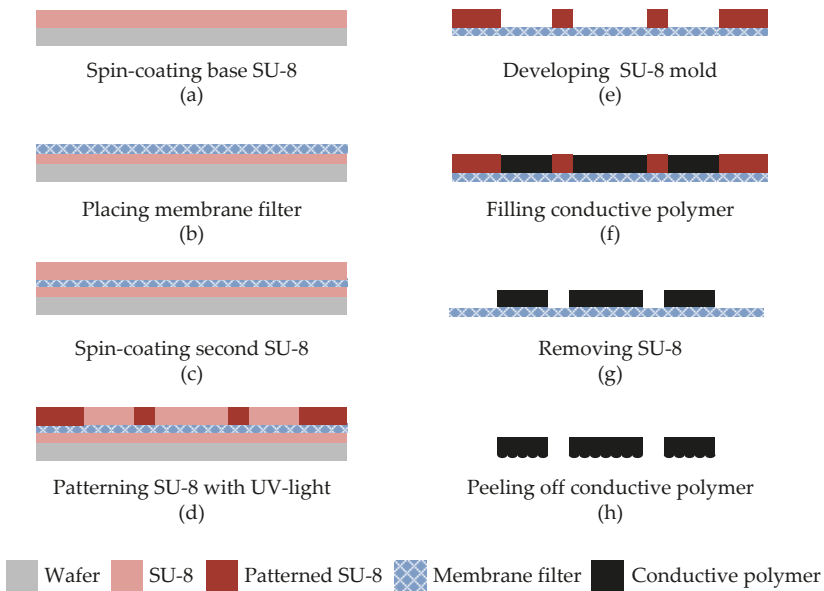 Spin-coating base SU-8
(a)
Placing membrane filter
(b)
Spin-coating second SU-8
(c)
Patterning SU-8 with UV-light
(d)
Developing SU-8 mold
(e)
Filling conductive polymer
(f)
Removing SU-8
(g)
Peeling off conductive polymer
(h)
Wafer SU-8 Patterned SU-8 Membrane filter Conductive polymer